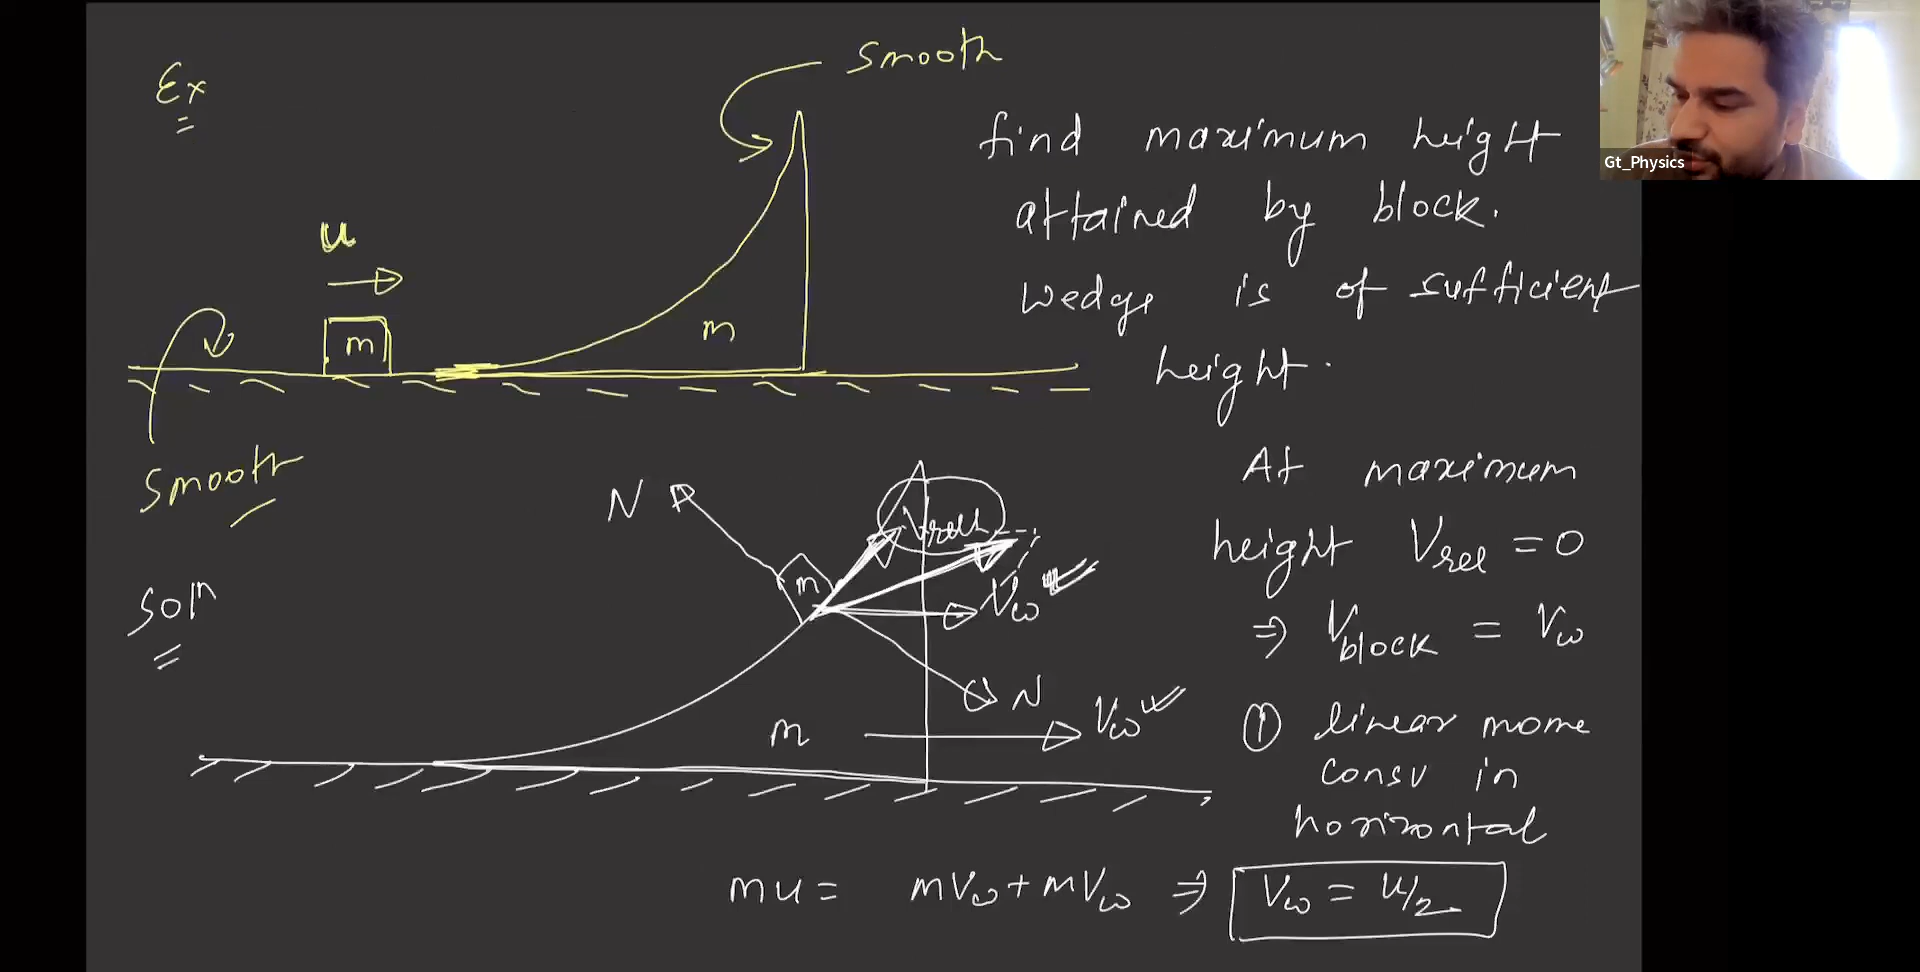 Ex
Smooth
u
m
m
Smooth
find maximum height
attained by block.
Wedge is of sufficient
height.
Gt_Physics
Soln
N
m
Vrel
Vw
N
m
Vw
At maximum
height Vrel = 0
⇒ Vblock = Vw
① linear mome
consv in
horizontal
mu = mVw + mVw ⇒ Vw = u/2